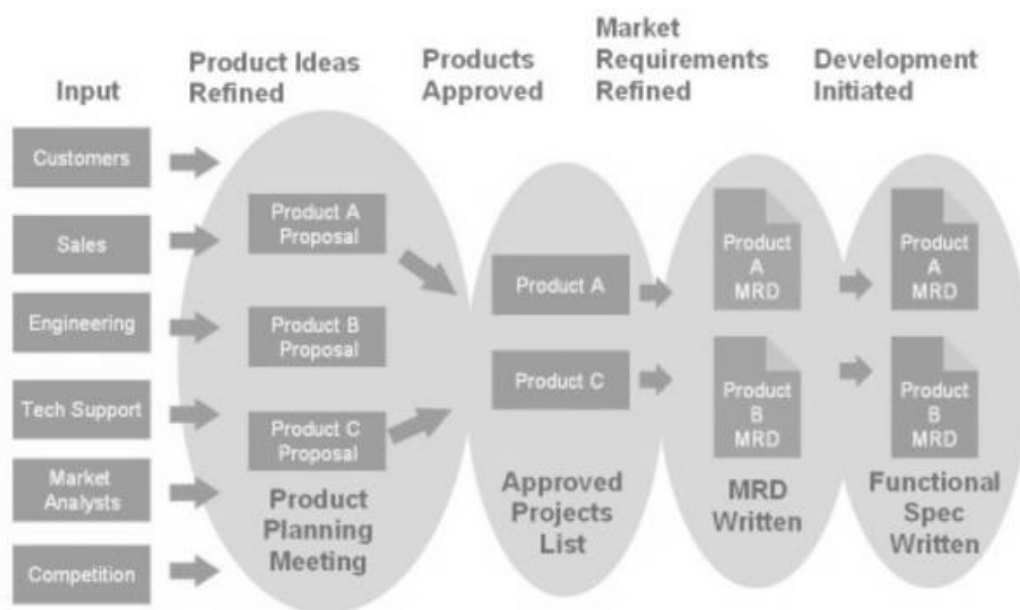 Input
Product Ideas
Refined
Products
Approved
Market
Requirements
Refined
Development
Initiated
Customers
Sales
Engineering
Tech Support
Market
Analysts
Competition
Product A
Proposal
Product B
Proposal
Product C
Proposal
Product
Planning
Meeting
Product A
Product C
Approved
Projects
List
Product
A
MRD
Product
B
MRD
MRD
Written
Product
A
MRD
Product
B
MRD
Functional
Spec
Written